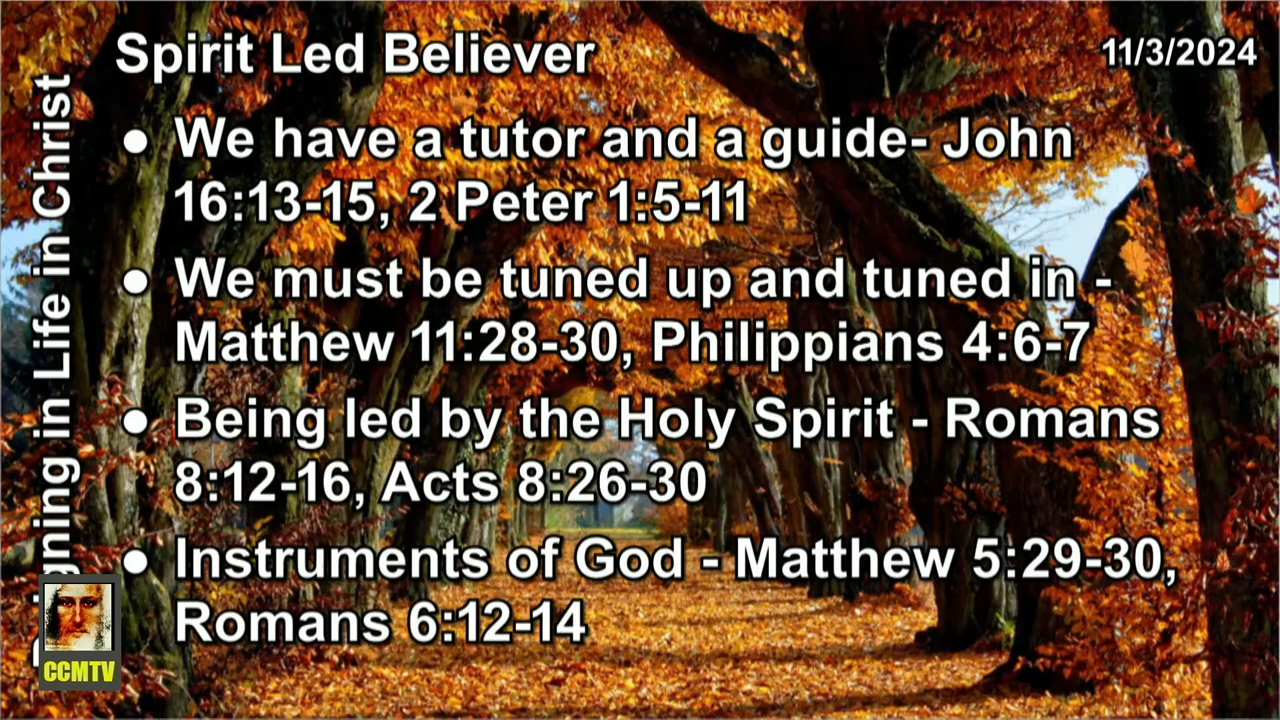 Spirit Led Believer
11/3/2024
● We have a tutor and a guide- John
16:13-15, 2 Peter 1:5-11
● We must be tuned up and tuned in -
Matthew 11:28-30, Philippians 4:6-7
● Being led by the Holy Spirit - Romans
8:12-16, Acts 8:26-30
● Instruments of God - Matthew 5:29-30,
Romans 6:12-14
in Life in Christ
CCMTV